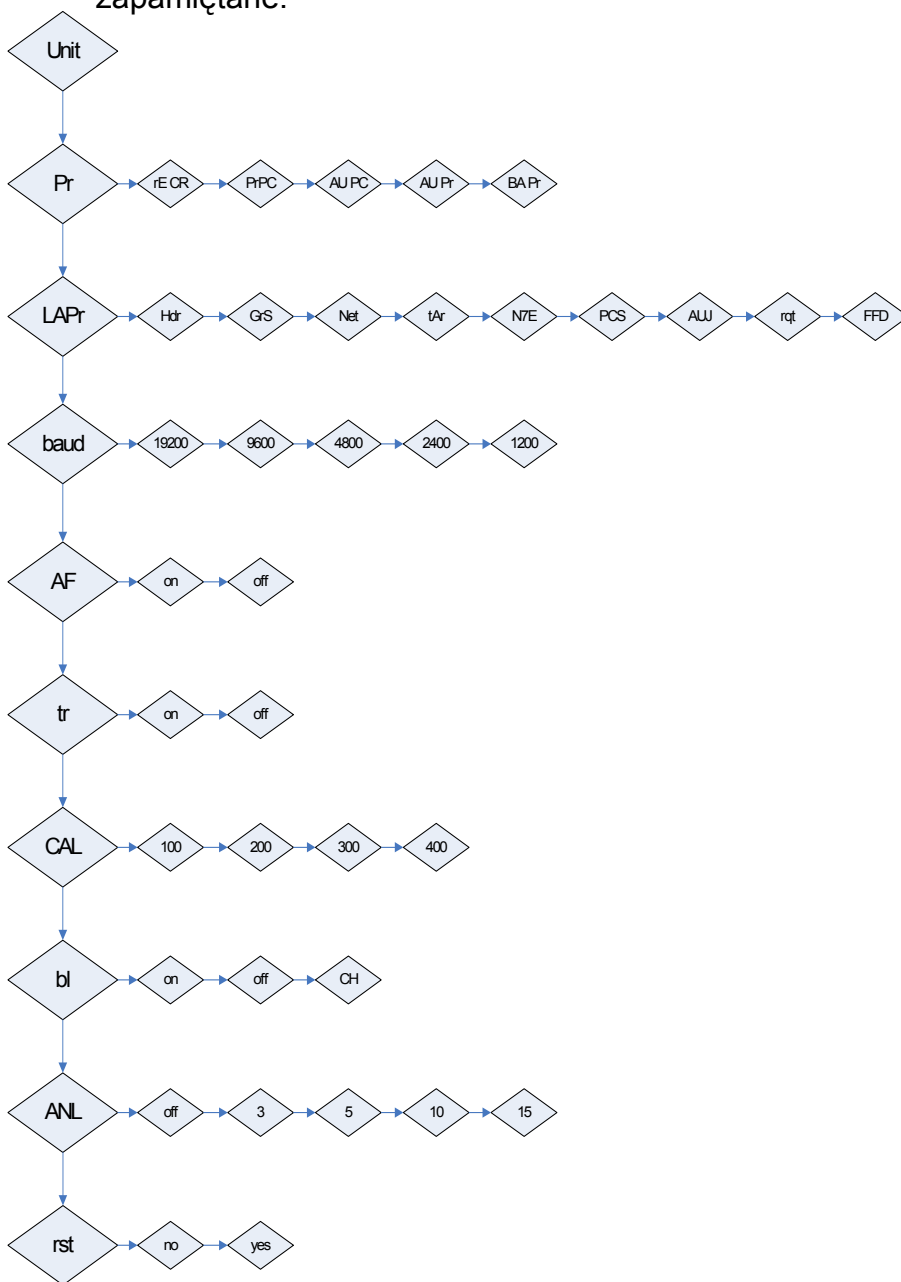 zapamiętane.
Unit
Pr rE CR PrPC AU PC AU Pr BA Pr
LAPr Hdr GrS Net tAr N7E PCS AUJ rqt FFD
baud 19200 9600 4800 2400 1200
AF on off
tr on off
CAL 100 200 300 400
bl on off CH
ANL off 3 5 10 15
rst no yes